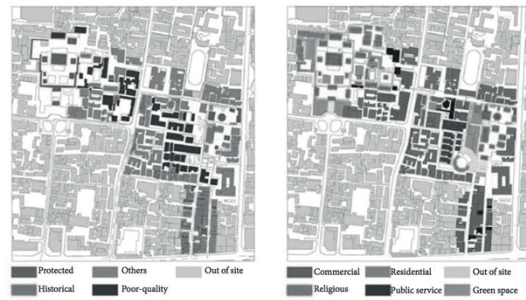 Protected Others Out of site
Historical Poor-quality
Commercial Residential Out of site
Religious Public service Green space